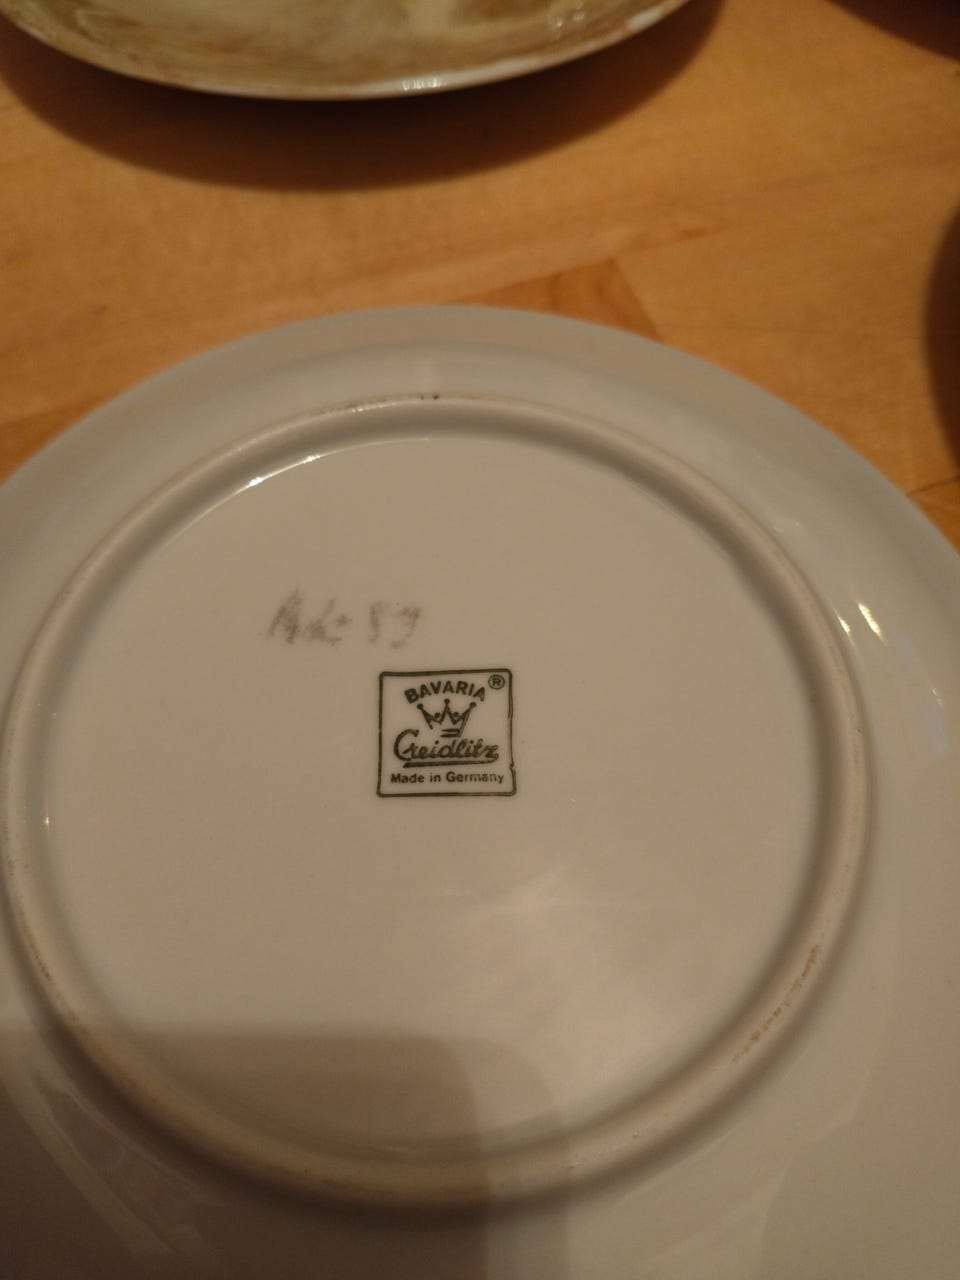 BAVARIA ®
Creidlitz
Made in Germany